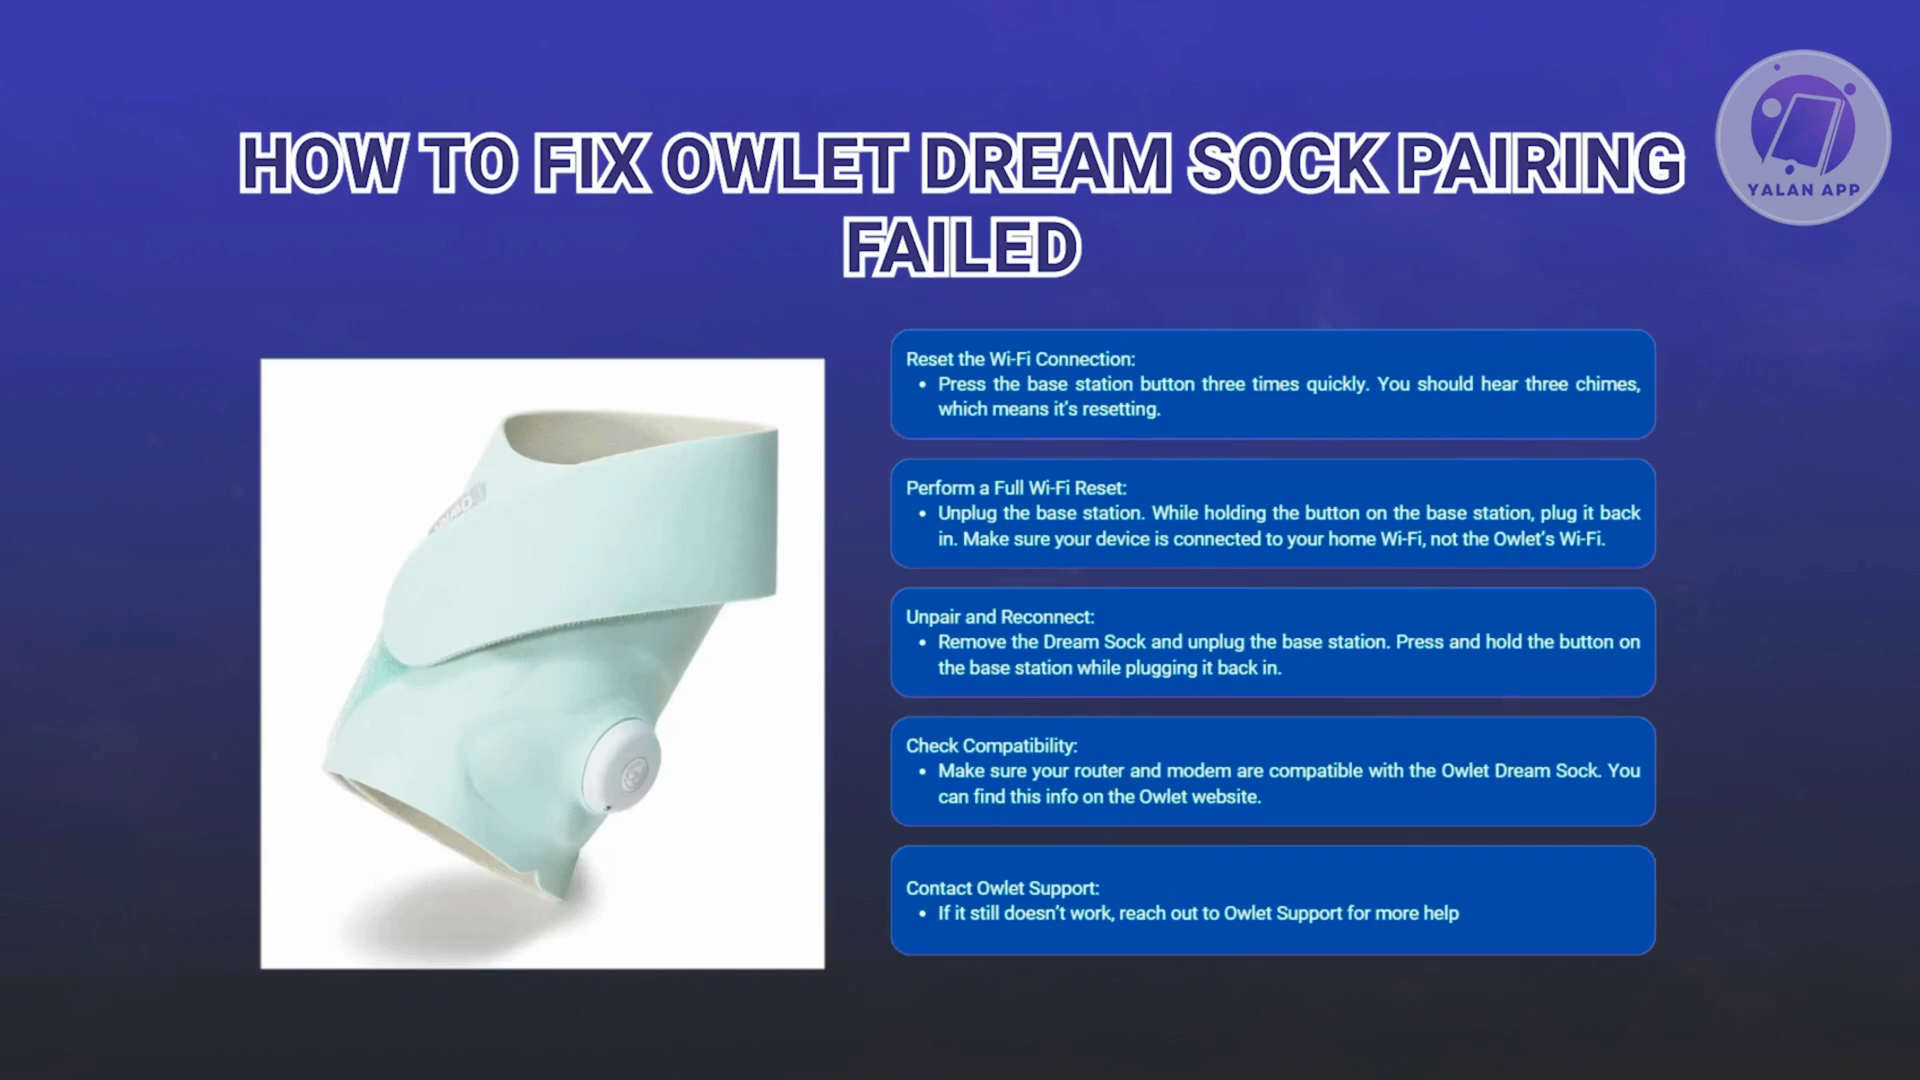 HOW TO FIX OWLET DREAM SOCK PAIRING
FAILED
YALAN APP
Reset the Wi-Fi Connection:
• Press the base station button three times quickly. You should hear three chimes,
which means it's resetting.
Perform a Full Wi-Fi Reset:
• Unplug the base station. While holding the button on the base station, plug it back
in. Make sure your device is connected to your home Wi-Fi, not the Owlet's Wi-Fi.
Unpair and Reconnect:
• Remove the Dream Sock and unplug the base station. Press and hold the button on
the base station while plugging it back in.
Check Compatibility:
• Make sure your router and modem are compatible with the Owlet Dream Sock. You
can find this info on the Owlet website.
Contact Owlet Support:
• If it still doesn't work, reach out to Owlet Support for more help